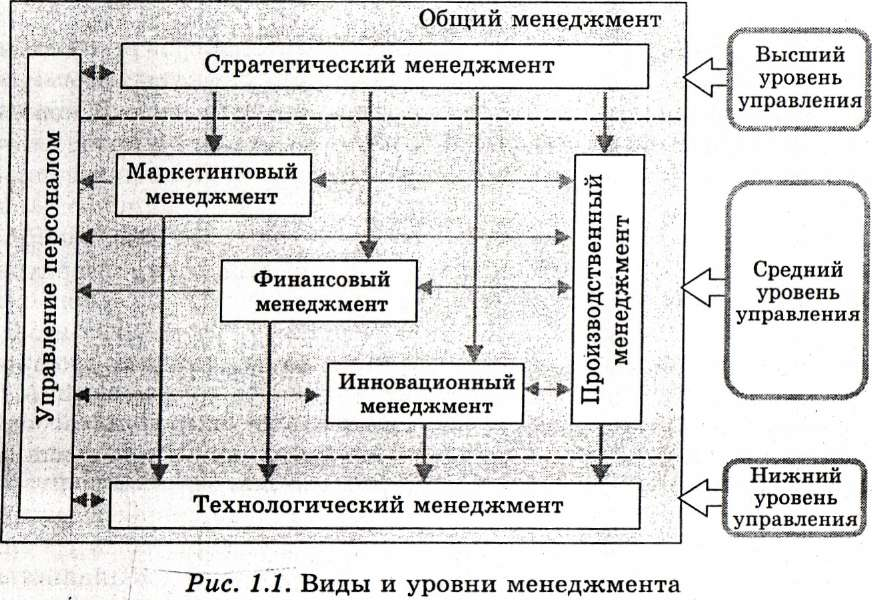 Общий менеджмент
Стратегический менеджмент
Высший
уровень
управления
Управление персоналом
Маркетинговый
менеджмент
Производственный
менеджмент
Финансовый
менеджмент
Средний
уровень
управления
Инновационный
менеджмент
Технологический менеджмент
Нижний
уровень
управления
Рис. 1.1. Виды и уровни менеджмента